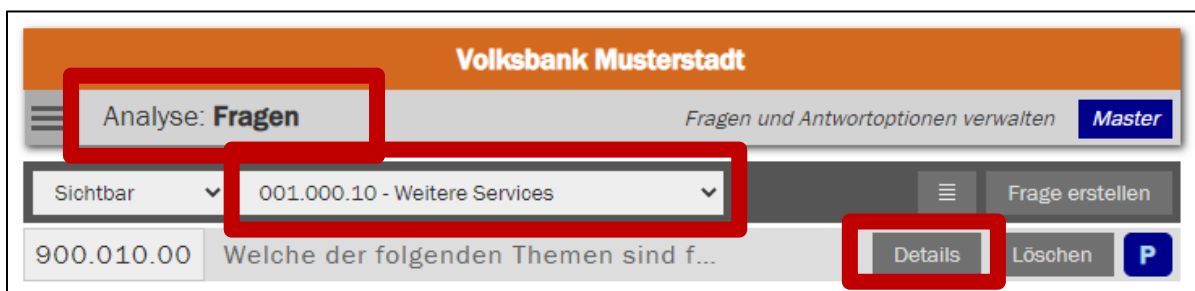 Volksbank Musterstadt
Analyse: Fragen Fragen und Antwortoptionen verwalten Master
Sichtbar 001.000.10 - Weitere Services Frage erstellen
900.010.00 Welche der folgenden Themen sind f... Details Löschen P